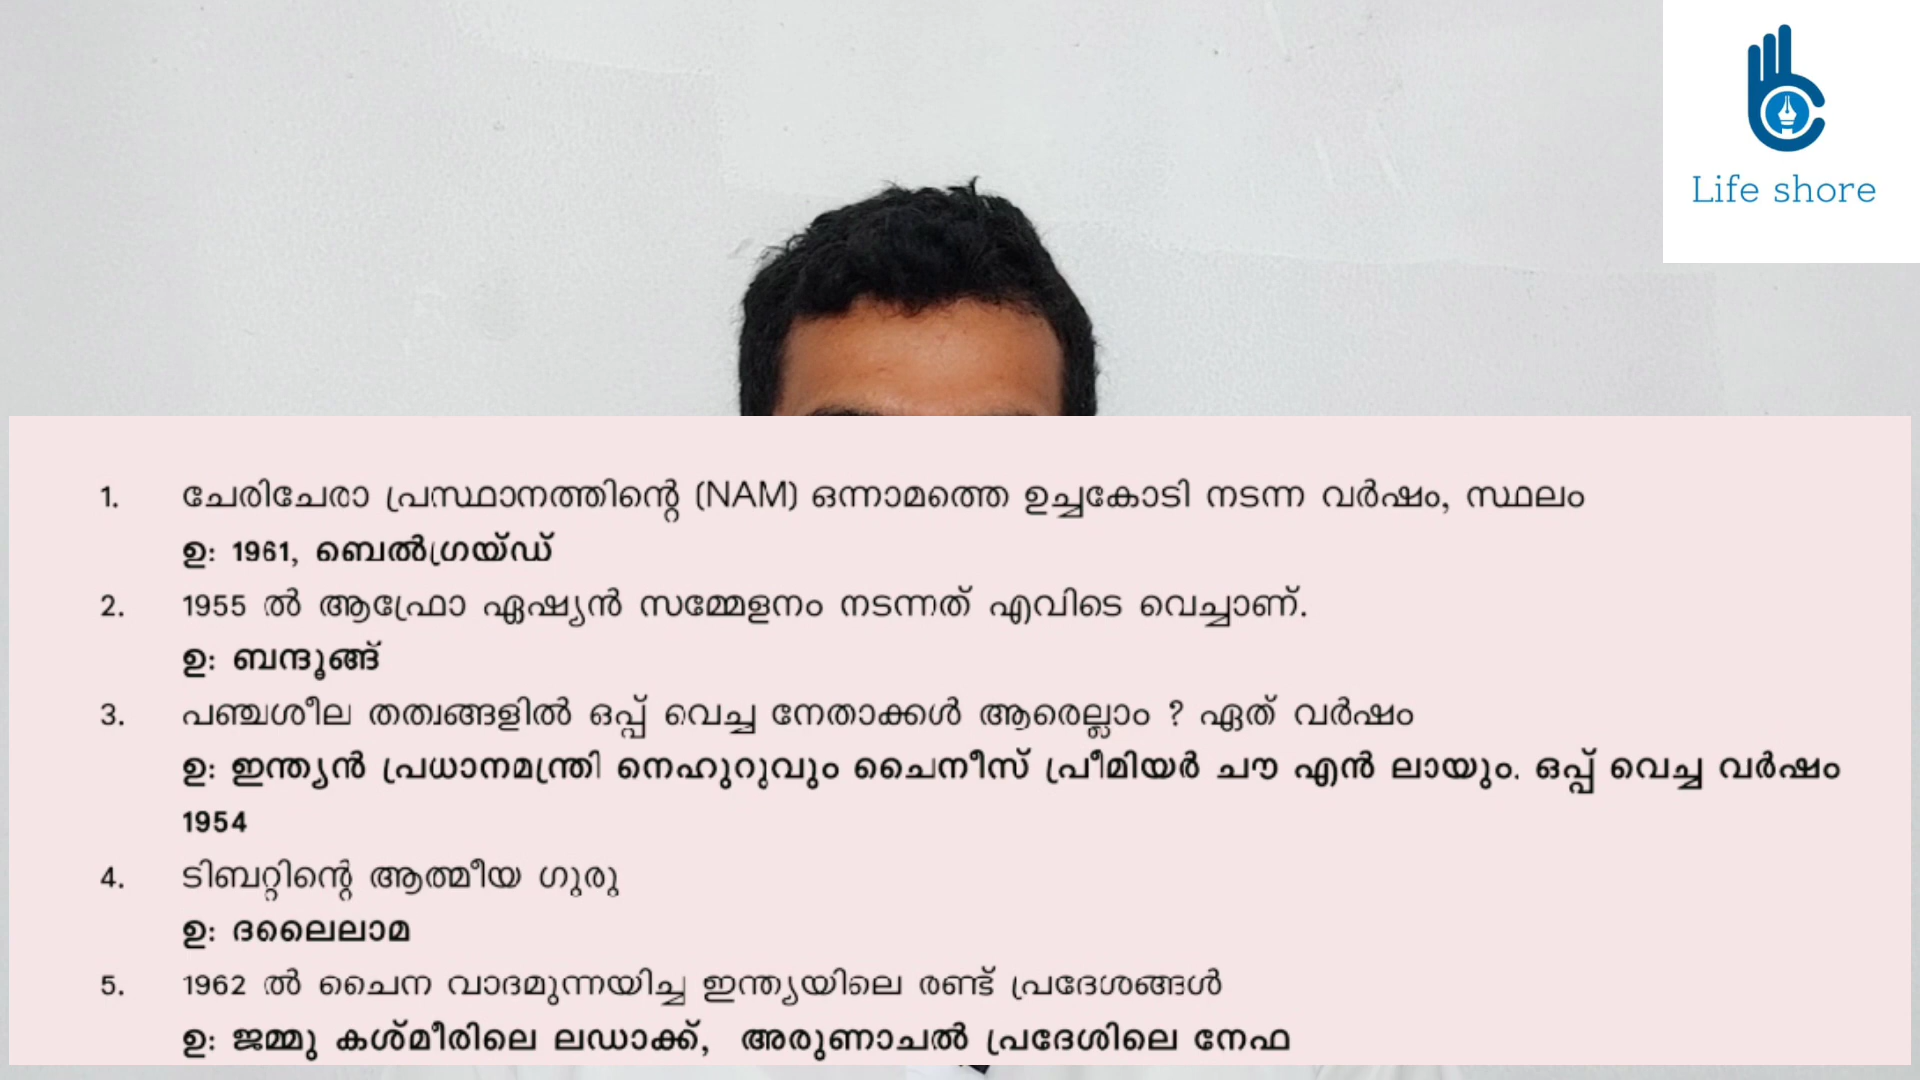 Life shore
1. ചേരിചേരാ പ്രസ്ഥാനത്തിന്റെ (NAM) ഒന്നാമത്തെ ഉച്ചകോടി നടന്ന വർഷം, സ്ഥലം
ഉ: 1961, ബെൽഗ്രയ്ഡ്
2. 1955 ൽ ആഫ്രോ ഏഷ്യൻ സമ്മേളനം നടന്നത് എവിടെ വെച്ചാണ്.
ഉ: ബന്ദൂങ്ങ്
3. പഞ്ചശീല തത്വങ്ങളിൽ ഒപ്പ് വെച്ച നേതാക്കൾ ആരെല്ലാം ? ഏത് വർഷം
ഉ: ഇന്ത്യൻ പ്രധാനമന്ത്രി നെഹുറുവും ചൈനീസ് പ്രീമിയർ ചൗ എൻ ലായും. ഒപ്പ് വെച്ച വർഷം
1954
4. ടിബറ്റിന്റെ ആത്മീയ ഗുരു
ഉ: ദലൈലാമ
5. 1962 ൽ ചൈന വാദമുന്നയിച്ച ഇന്ത്യയിലെ രണ്ട് പ്രദേശങ്ങൾ
ഉ: ജമ്മു കശ്മീരിലെ ലഡാക്ക്, അരുണാചൽ പ്രദേശിലെ നേഫ